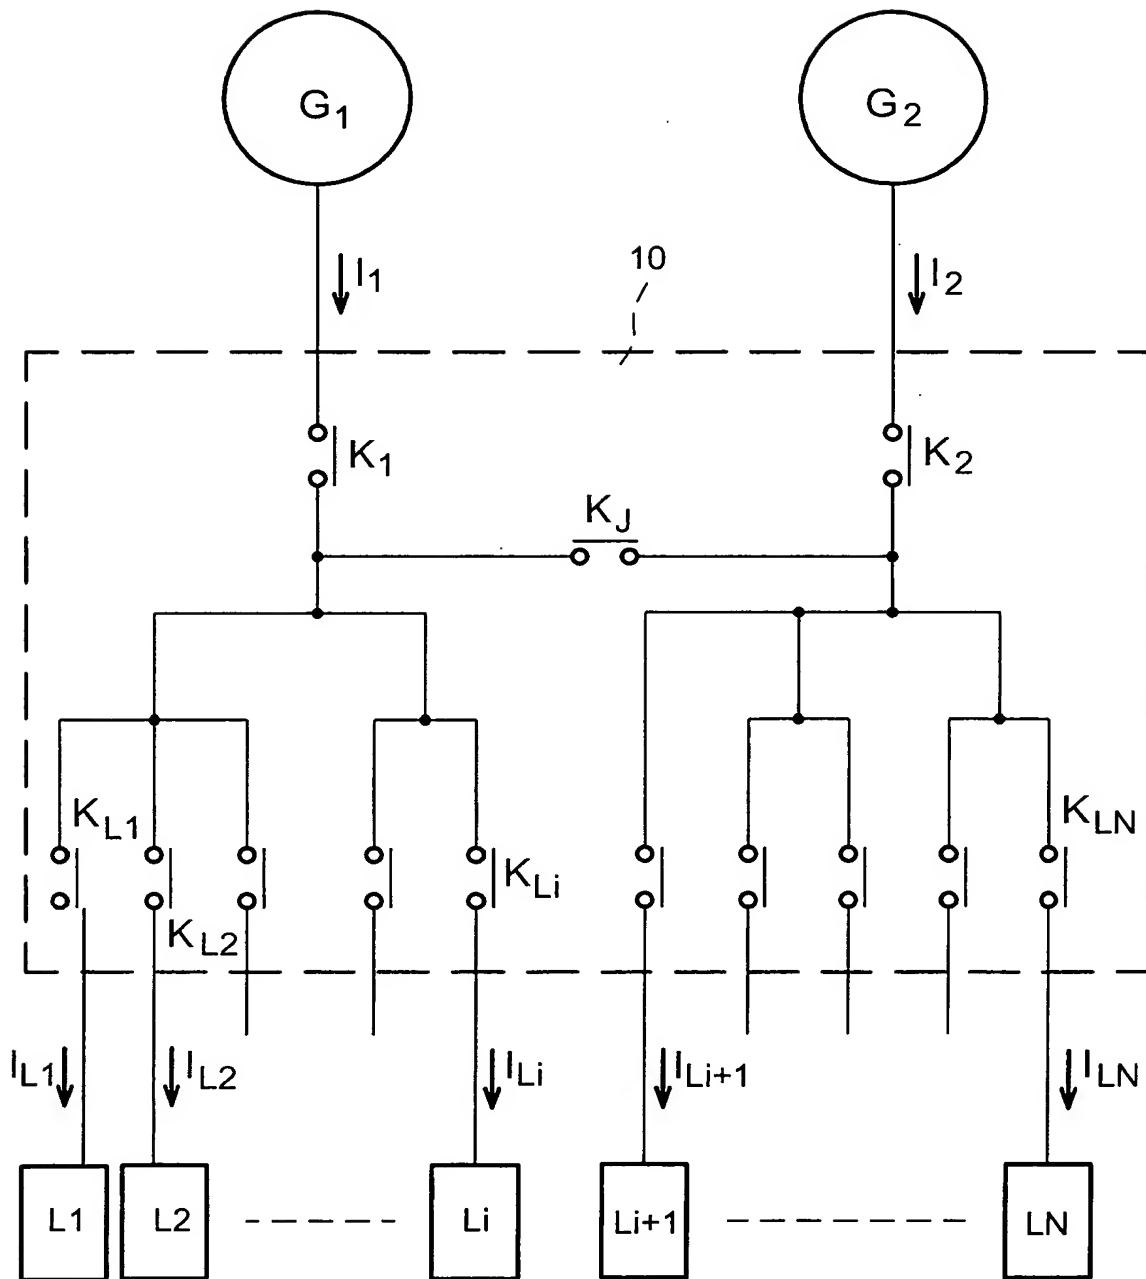 G1 G2
10
I1 I2
K1 K2
KJ
KL1 KLN
KLi
KL2
IL1 IL2 ILi ILi+1 ILN
L1 L2 Li Li+1 LN